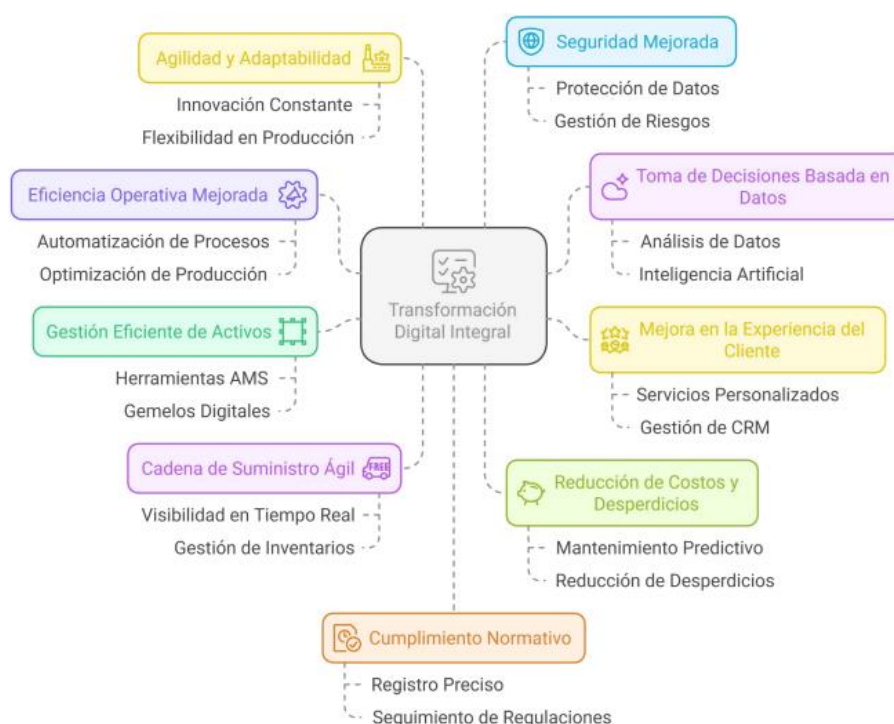 Agilidad y Adaptabilidad
Innovación Constante
Flexibilidad en Producción
Eficiencia Operativa Mejorada
Automatización de Procesos
Optimización de Producción
Gestión Eficiente de Activos
Herramientas AMS
Gemelos Digitales
Cadena de Suministro Ágil
FREE
Visibilidad en Tiempo Real
Gestión de Inventarios
Transformación
Digital Integral
Seguridad Mejorada
Protección de Datos
Gestión de Riesgos
Toma de Decisiones Basada en
Datos
Análisis de Datos
Inteligencia Artificial
Mejora en la Experiencia del
Cliente
Servicios Personalizados
Gestión de CRM
Reducción de Costos y
Desperdicios
Mantenimiento Predictivo
Reducción de Desperdicios
Cumplimiento Normativo
Registro Preciso
Seguimiento de Regulaciones